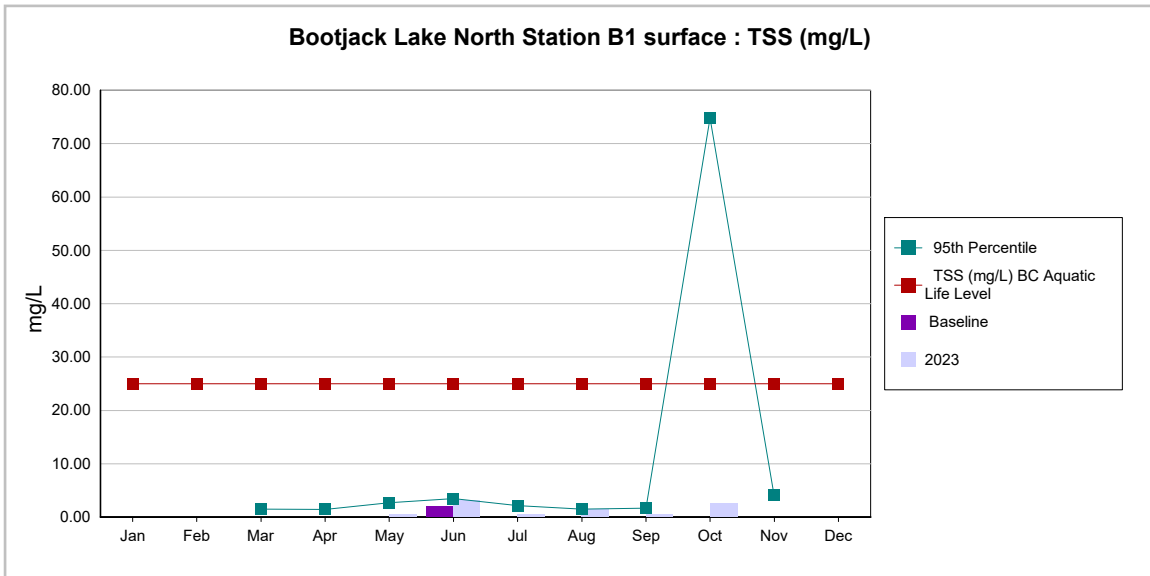 Bootjack Lake North Station B1 surface : TSS (mg/L)
80.00
70.00
60.00
50.00
40.00
30.00
20.00
10.00
0.00
mg/L
Jan Feb Mar Apr May Jun Jul Aug Sep Oct Nov Dec
95th Percentile
TSS (mg/L) BC Aquatic
Life Level
Baseline
2023